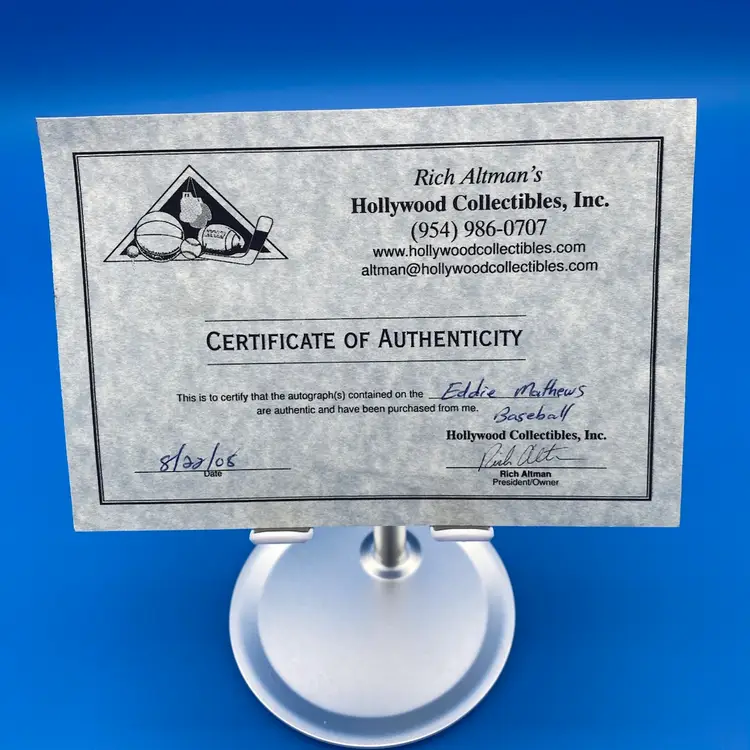 Rich Altman's
Hollywood Collectibles, Inc.
(954) 986-0707
www.hollywoodcollectibles.com
altman@hollywoodcollectibles.com
CERTIFICATE OF AUTHENTICITY
This is to certify that the autograph(s) contained on the Eddie Mathews
are authentic and have been purchased from me. Baseball
Hollywood Collectibles, Inc.
8/22/05
Date
Rich Altman
Rich Altman
President/Owner